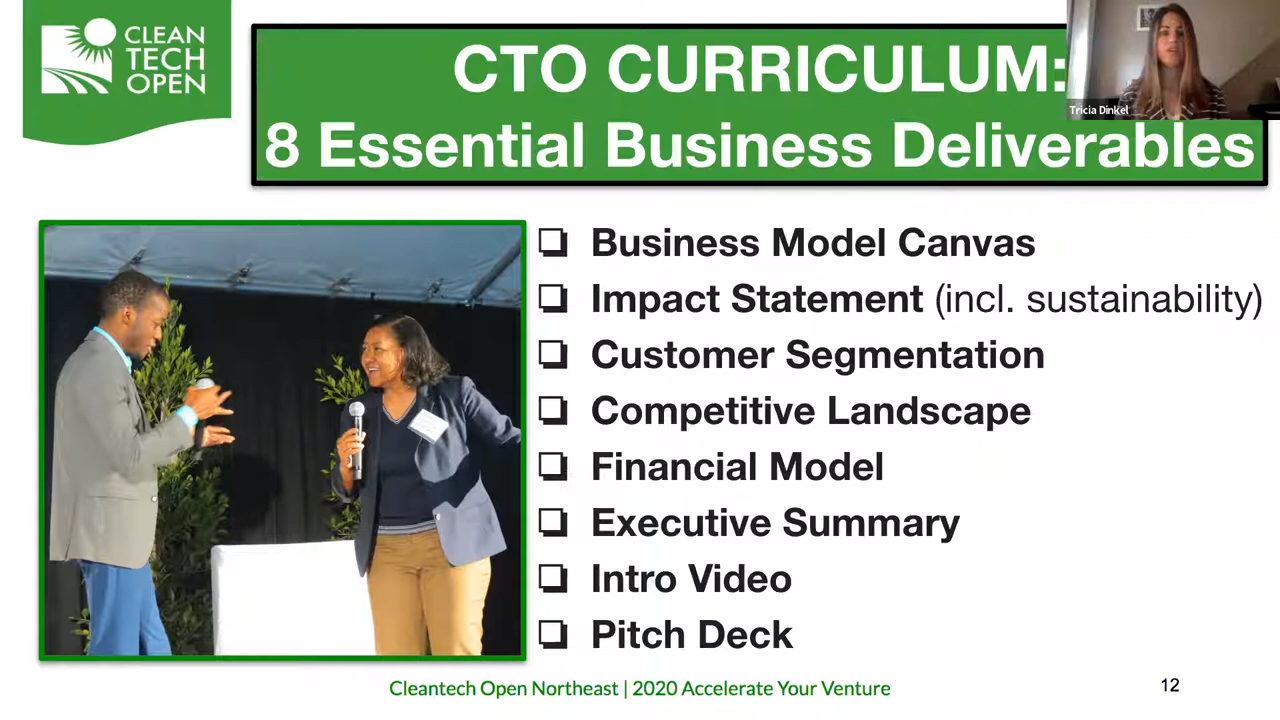 CLEAN
TECH
OPEN
CTO CURRICULUM:
8 Essential Business Deliverables
Tricia Dinkel
❏ Business Model Canvas
❏ Impact Statement (incl. sustainability)
❏ Customer Segmentation
❏ Competitive Landscape
❏ Financial Model
❏ Executive Summary
❏ Intro Video
❏ Pitch Deck
Cleantech Open Northeast | 2020 Accelerate Your Venture
12